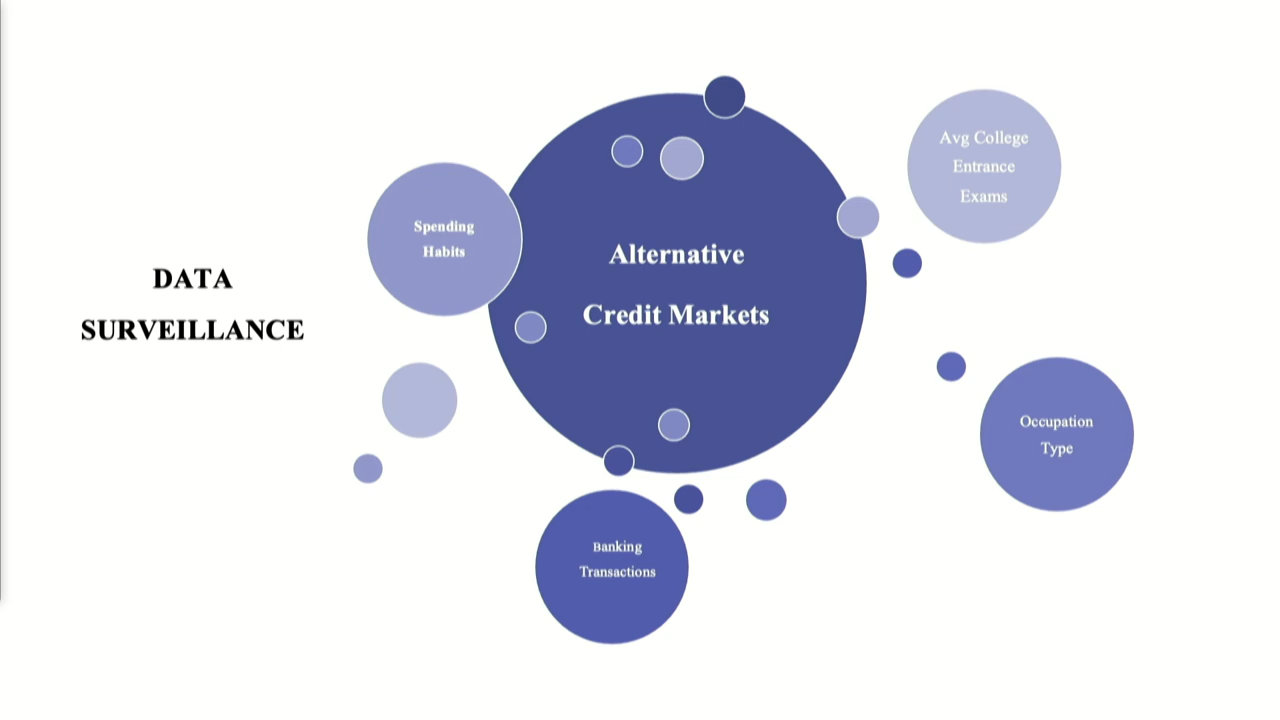 DATA
SURVEILLANCE
Spending
Habits
Alternative
Credit Markets
Avg College
Entrance
Exams
Occupation
Type
Banking
Transactions